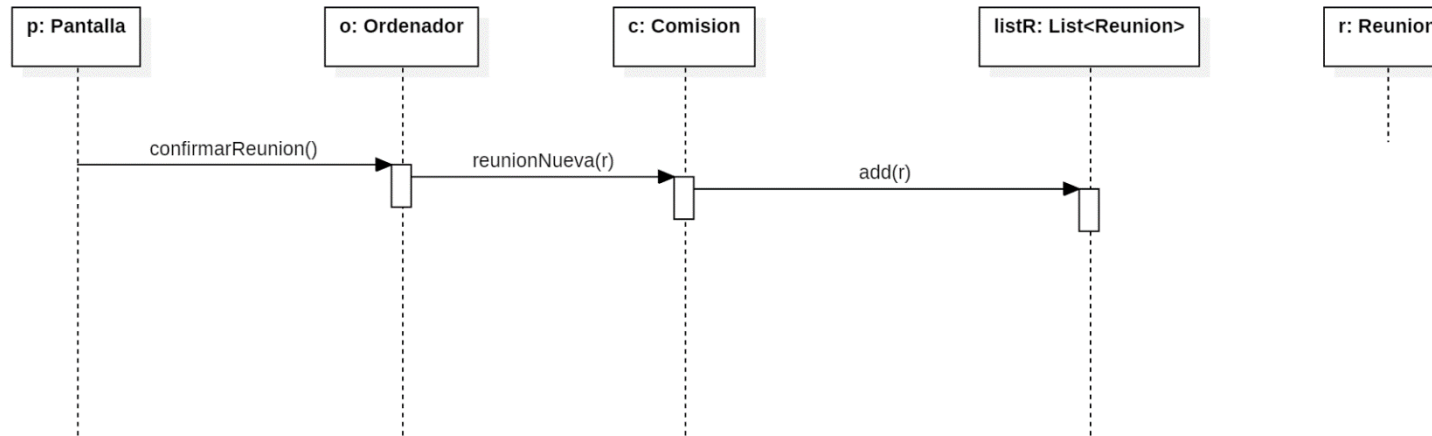 p: Pantalla
o: Ordenador
c: Comision
listR: List<Reunion>
r: Reunion
confirmarReunion()
reunionNueva(r)
add(r)